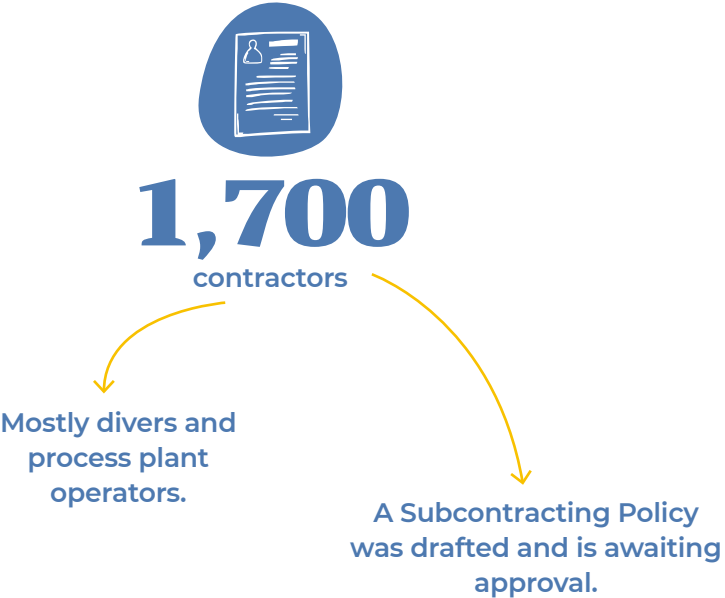 1,700
contractors
Mostly divers and
process plant
operators.
A Subcontracting Policy
was drafted and is awaiting
approval.